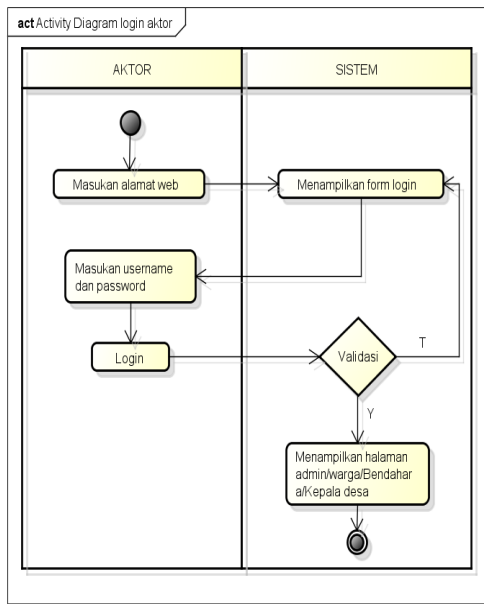 act Activity Diagram login aktor
AKTOR
SISTEM
Masukan alamat web
Menampilkan form login
Masukan username
dan password
Login
Validasi
T
Y
Menampilkan halaman
admin/warga/Bendahar
a/Kepala desa